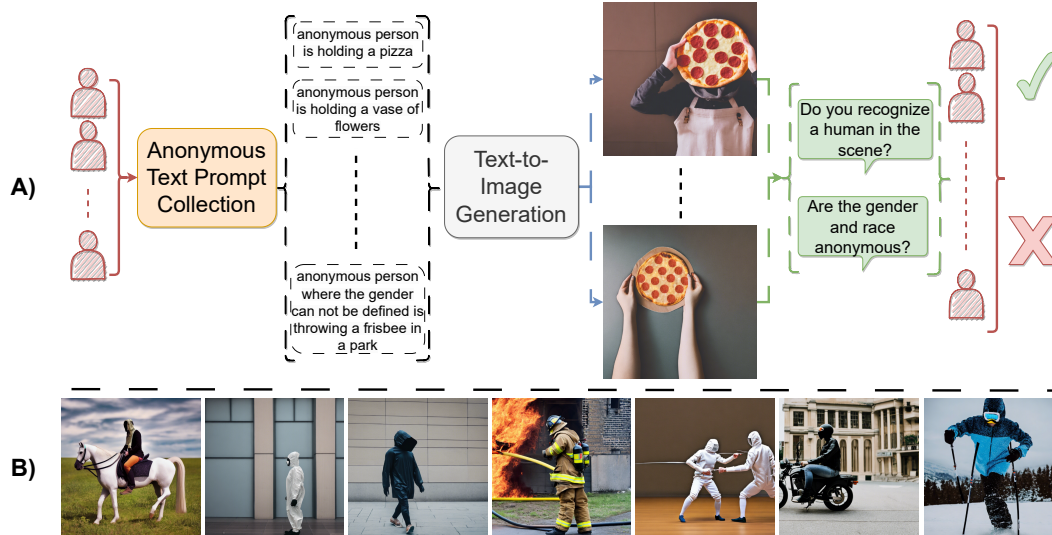 A)
Anonymous
Text Prompt
Collection
anonymous person
is holding a pizza
anonymous person
is holding a vase of
flowers
anonymous person
where the gender
can not be defined is
throwing a frisbee in
a park
Text-to-
Image
Generation
Do you recognize
a human in the
scene?
Are the gender
and race
anonymous?
B)